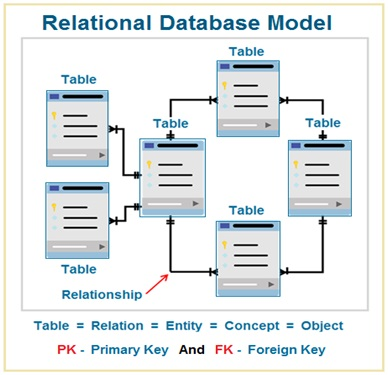 Relational Database Model
Table
Table
Table
Table
Table
Table
Relationship
Table = Relation = Entity = Concept = Object
PK - Primary Key And FK - Foreign Key